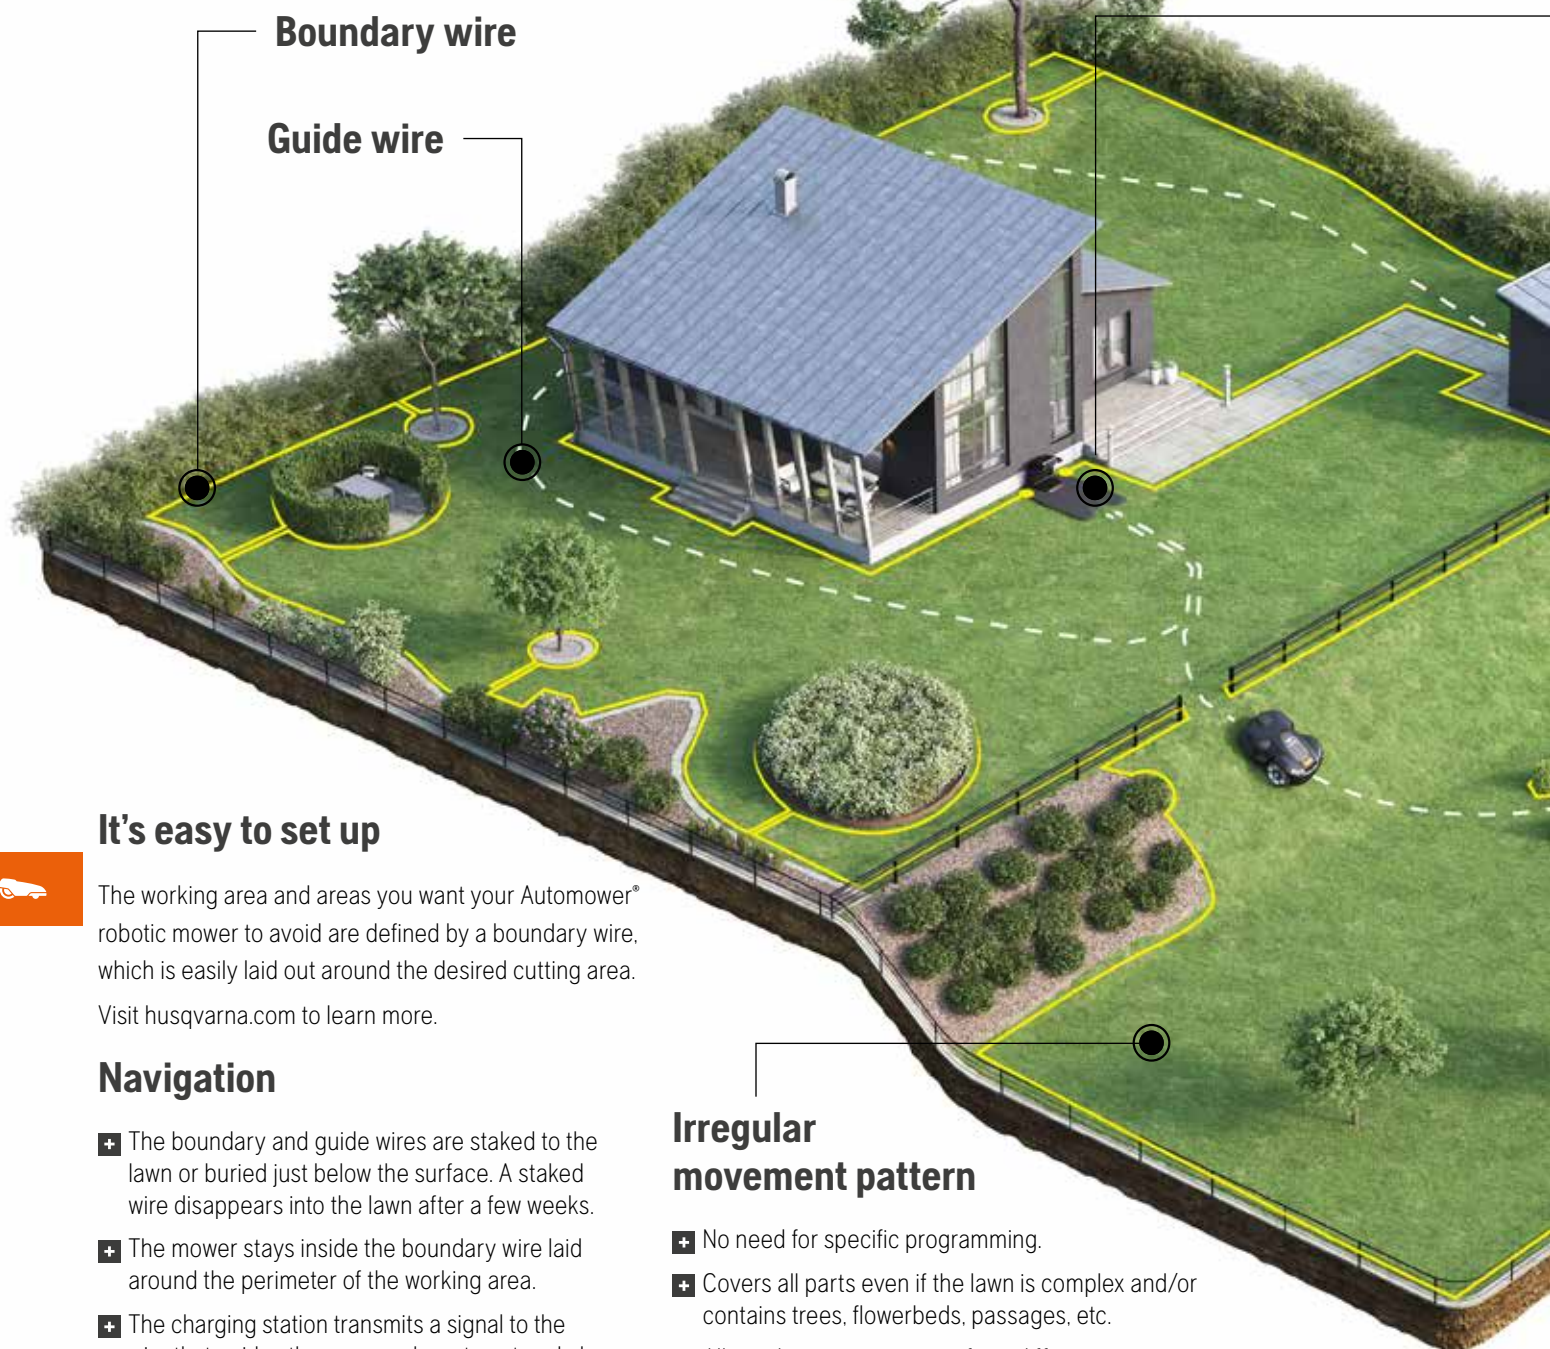 Boundary wire
Guide wire
It's easy to set up
The working area and areas you want your Automower®
robotic mower to avoid are defined by a boundary wire,
which is easily laid out around the desired cutting area.
Visit husqvarna.com to learn more.
Navigation
The boundary and guide wires are staked to the
lawn or buried just below the surface. A staked
wire disappears into the lawn after a few weeks.
The mower stays inside the boundary wire laid
around the perimeter of the working area.
The charging station transmits a signal to the
Irregular
movement pattern
No need for specific programming.
Covers all parts even if the lawn is complex and/or
contains trees, flowerbeds, passages, etc.